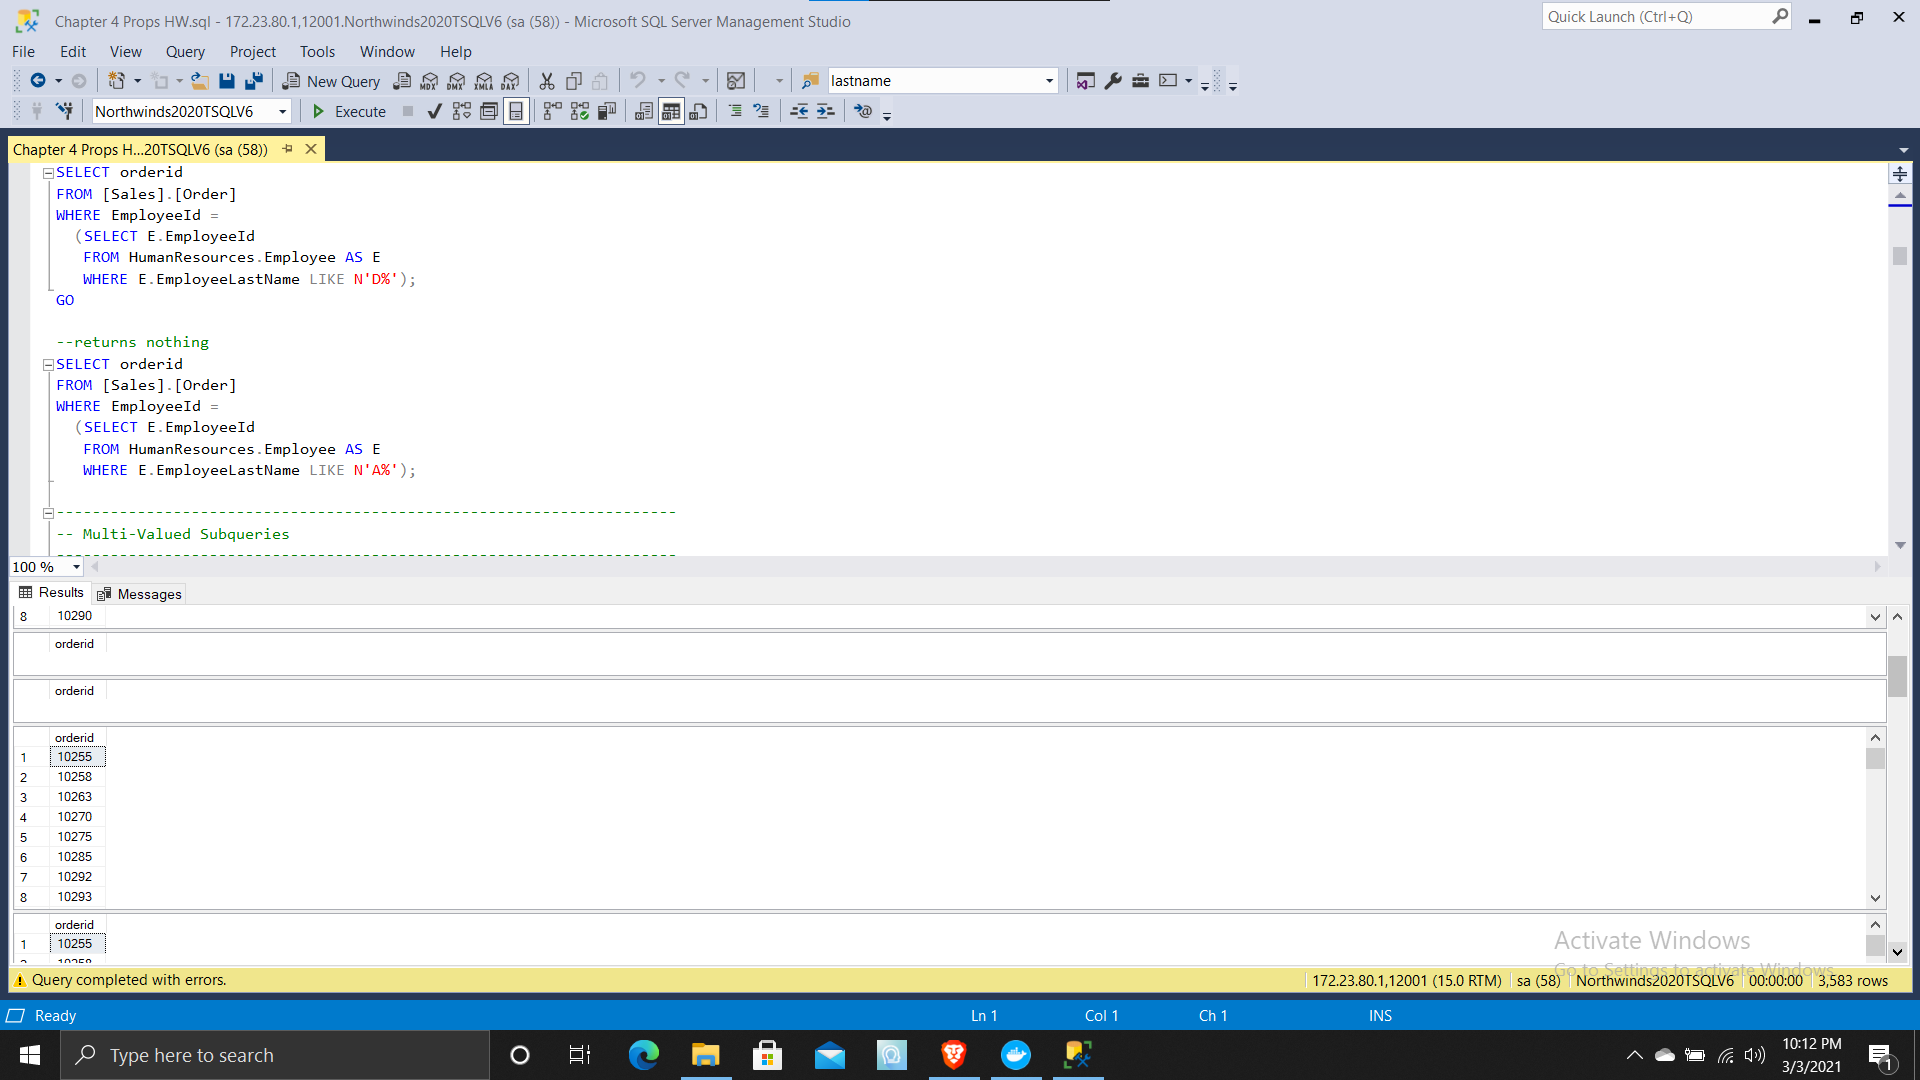 Chapter 4 Props HW.sql - 172.23.80.1,12001.Northwinds2020TSQLV6 (sa (58)) - Microsoft SQL Server Management Studio
Quick Launch (Ctrl+Q)
File Edit View Query Project Tools Window Help
New Query MDX DMX XMLA DAX lastname
Northwinds2020TSQLV6 Execute
Chapter 4 Props H...20TSQLV6 (sa (58))
SELECT orderid
FROM [Sales].[Order]
WHERE EmployeeId =
(SELECT E.EmployeeId
FROM HumanResources.Employee AS E
WHERE E.EmployeeLastName LIKE N'D%');
GO
--returns nothing
SELECT orderid
FROM [Sales].[Order]
WHERE EmployeeId =
(SELECT E.EmployeeId
FROM HumanResources.Employee AS E
WHERE E.EmployeeLastName LIKE N'A%');
---------------------------------------------------------------------
-- Multi-Valued Subqueries
---------------------------------------------------------------------
100 %
Results Messages
8 10290
orderid
orderid
orderid
1 10255
2 10258
3 10263
4 10270
5 10275
6 10285
7 10292
8 10293
orderid
1 10255
2 10258
Activate Windows
Go to Settings to activate Windows.
Query completed with errors. 172.23.80.1,12001 (15.0 RTM) sa (58) Northwinds2020TSQLV6 00:00:00 3,583 rows
Ready Ln 1 Col 1 Ch 1 INS
Type here to search
10:12 PM
3/3/2021
1